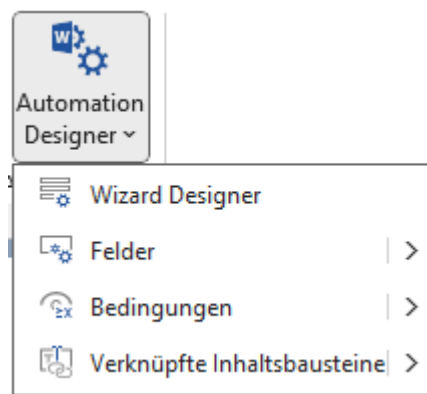 Automation
Designer
Wizard Designer
Felder
Bedingungen
Verknüpfte Inhaltsbausteine